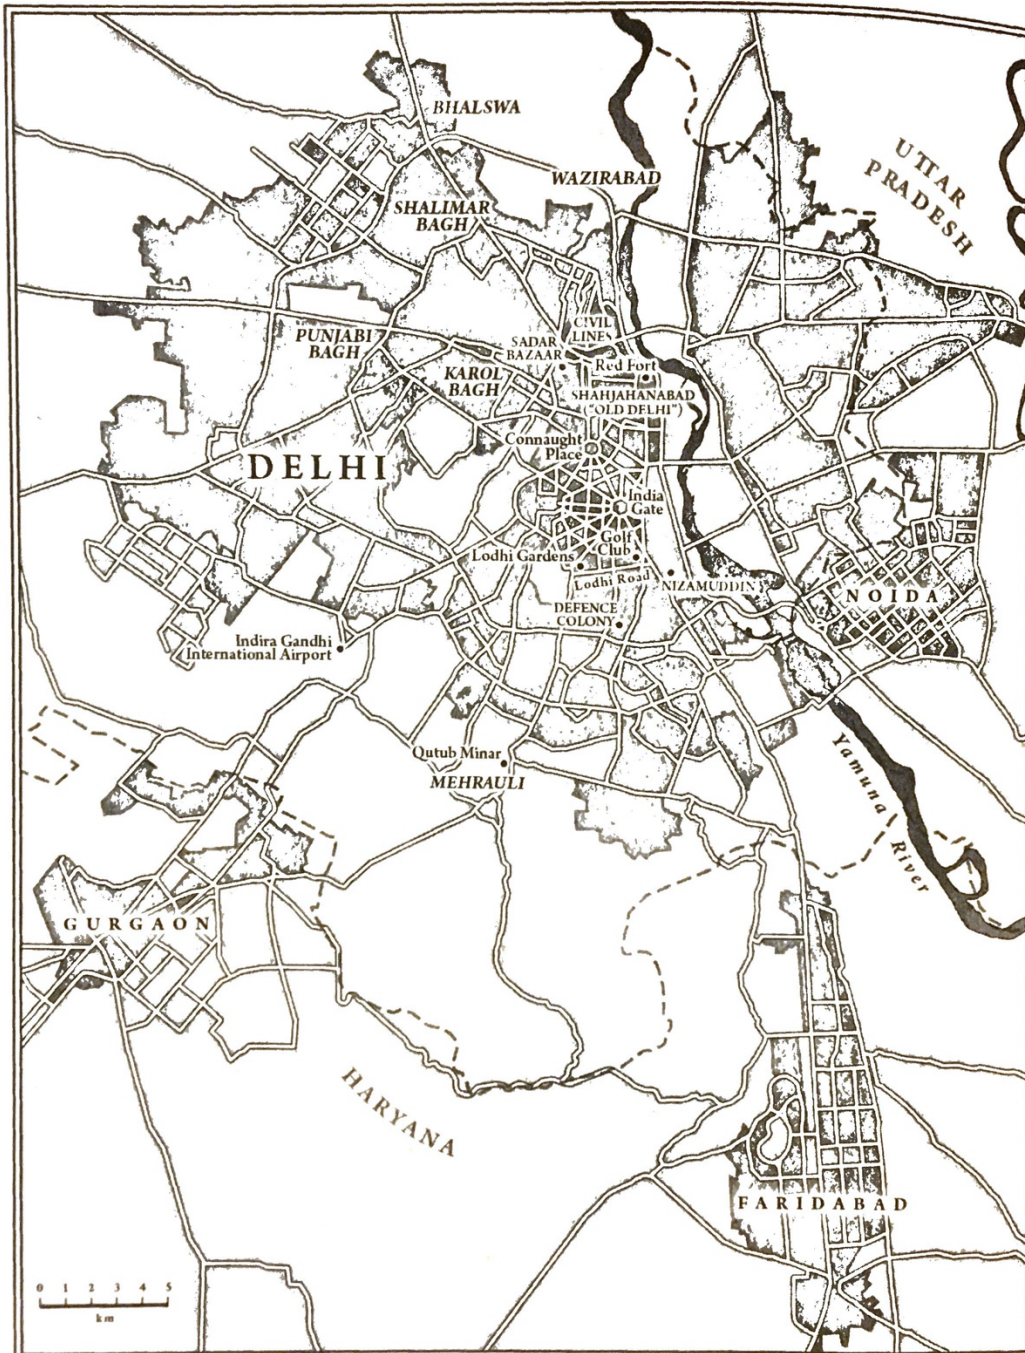 BHALSWA
UTTAR
PRADESH
WAZIRABAD
SHALIMAR
BAGH
CIVIL
LINES
PUNJABI
BAGH
SADAR
BAZAAR
Red Fort
KAROL
BAGH
SHAHJAHANABAD
("OLD DELHI")
Connaught
Place
DELHI
India
Gate
Golf
Club
Lodhi Gardens
Lodhi Road
NIZAMUDDIN
NOIDA
DEFENCE
COLONY
Indira Gandhi
International Airport
Qutub Minar
MEHRAULI
Yamuna River
GURGAON
HARYANA
FARIDABAD
0 1 2 3 4 5
km